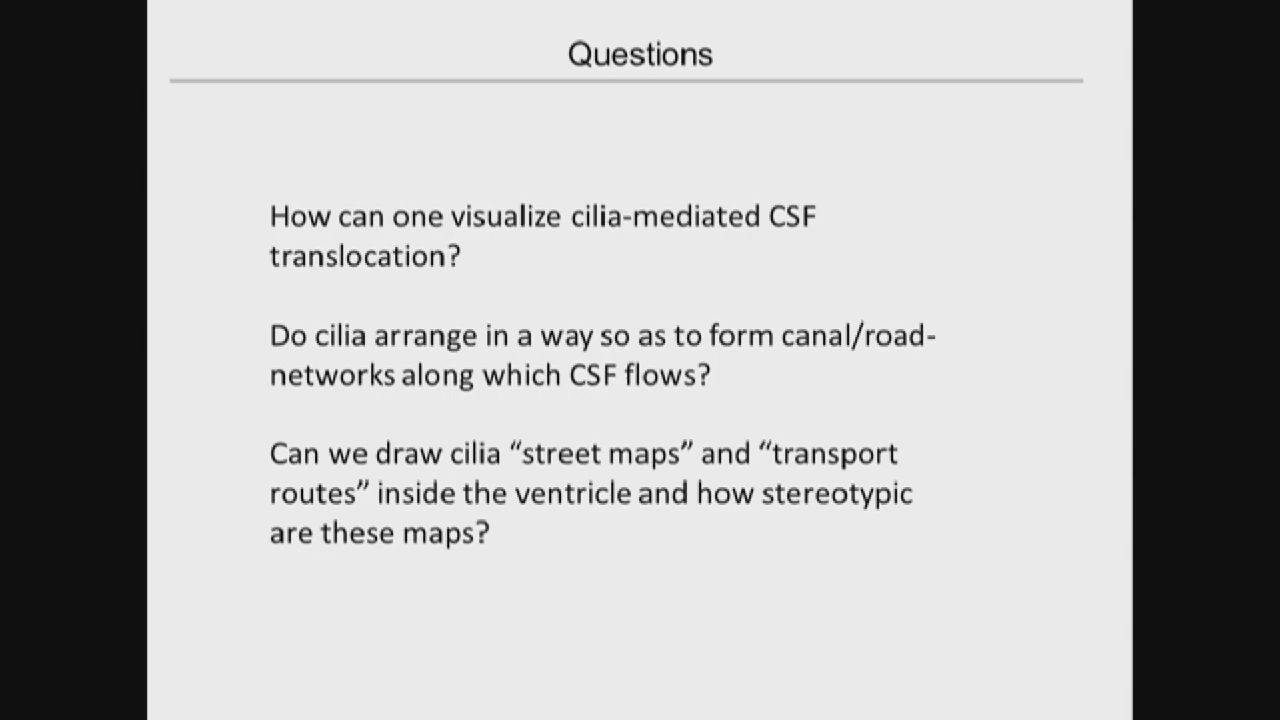 Questions
How can one visualize cilia-mediated CSF
translocation?
Do cilia arrange in a way so as to form canal/road-
networks along which CSF flows?
Can we draw cilia “street maps” and “transport
routes” inside the ventricle and how stereotypic
are these maps?